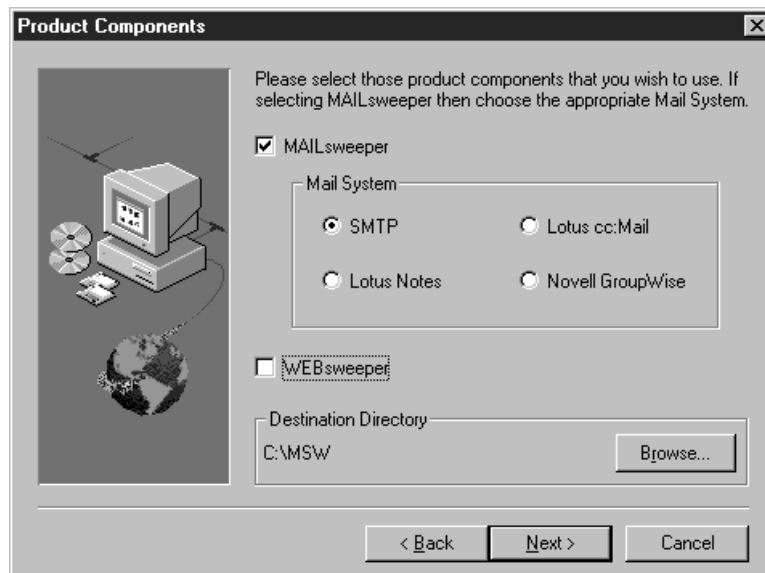 Product Components
Please select those product components that you wish to use. If
selecting MAILsweeper then choose the appropriate Mail System.
MAILsweeper
Mail System
SMTP
Lotus cc:Mail
Lotus Notes
Novell GroupWise
WEBsweeper
Destination Directory
C:\MSW
Browse...
< Back
Next >
Cancel